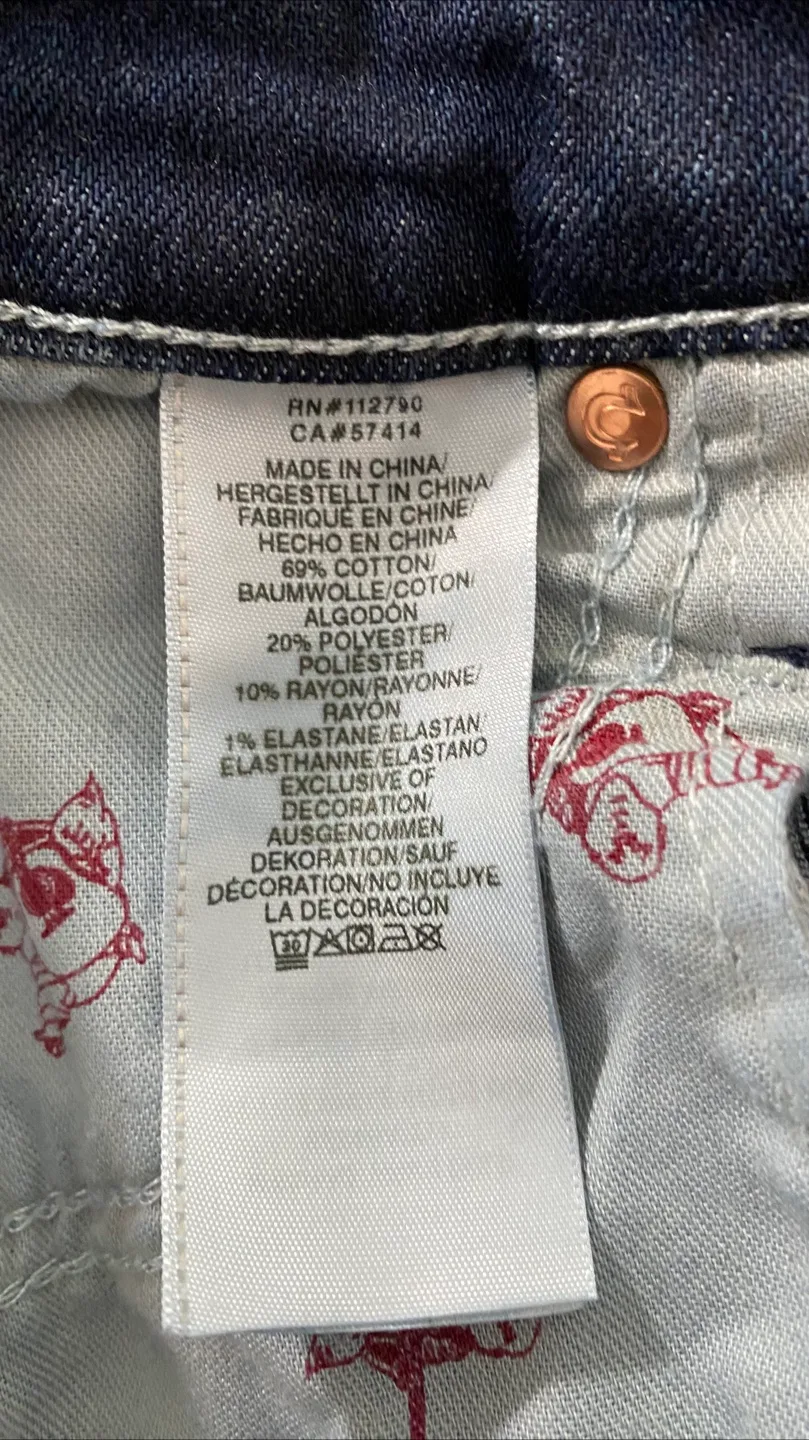 RN#112790
CA#57414
MADE IN CHINA/
HERGESTELLT IN CHINA/
FABRIQUÉ EN CHINE/
HECHO EN CHINA
69% COTTON/
BAUMWOLLE/COTON/
ALGODÓN
20% POLYESTER/
POLIÉSTER
10% RAYON/RAYONNE/
RAYÓN
1% ELASTANE/ELASTAN/
ELASTHANNE/ELASTANO
EXCLUSIVE OF
DECORATION/
AUSGENOMMEN
DEKORATION/SAUF
DÉCORATION/NO INCLUYE
LA DECORACIÓN
30